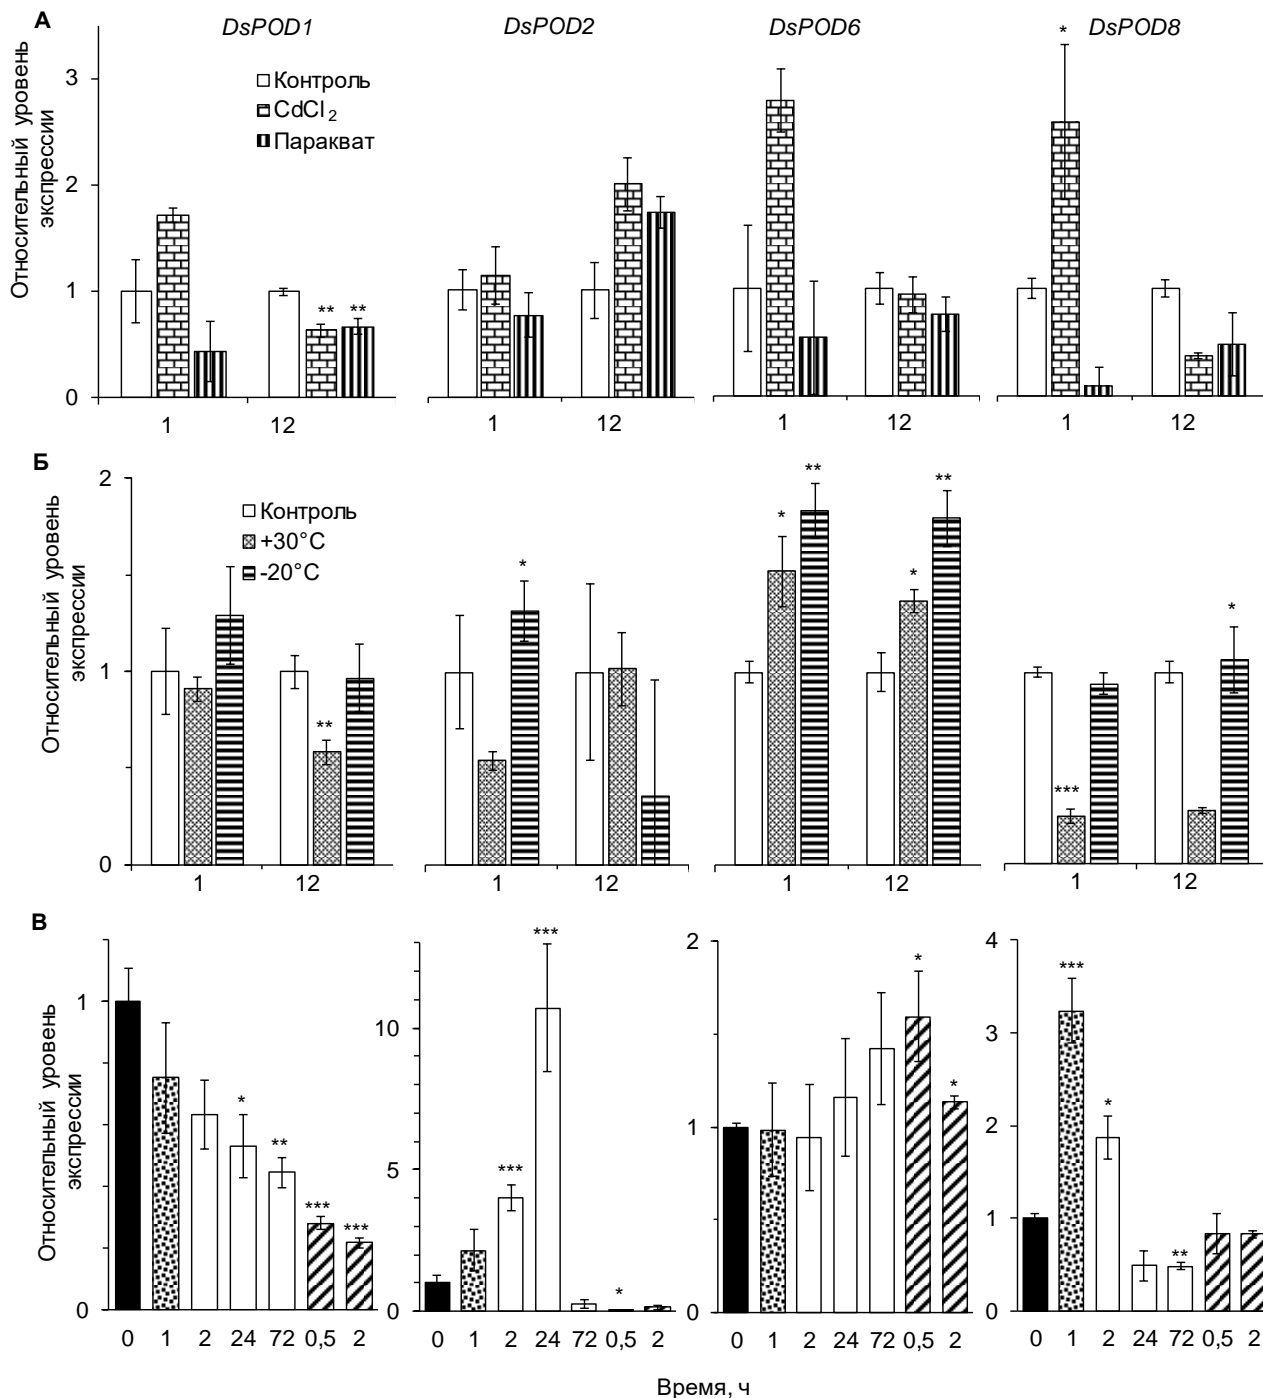 А
DsPOD1 DsPOD2 DsPOD6 DsPOD8
Относительный уровень
экспрессии
3
2
1
0
Контроль
CdCl2
Паракват
** **
*
1 12 1 12 1 12 1 12
Б
Относительный уровень
экспрессии
2
1
0
Контроль
+30°C
-20°C
**
*
* ** * **
*** *
1 12 1 12 1 12 1 12
В
Относительный уровень
экспрессии
1
0
* ** *** ***
0 1 2 24 72 0,5 2
10
5
0
*** *** *
0 1 2 24 72 0,5 2
2
1
0
* *
0 1 2 24 72 0,5 2
4
3
2
1
0
*** * **
0 1 2 24 72 0,5 2
Время, ч